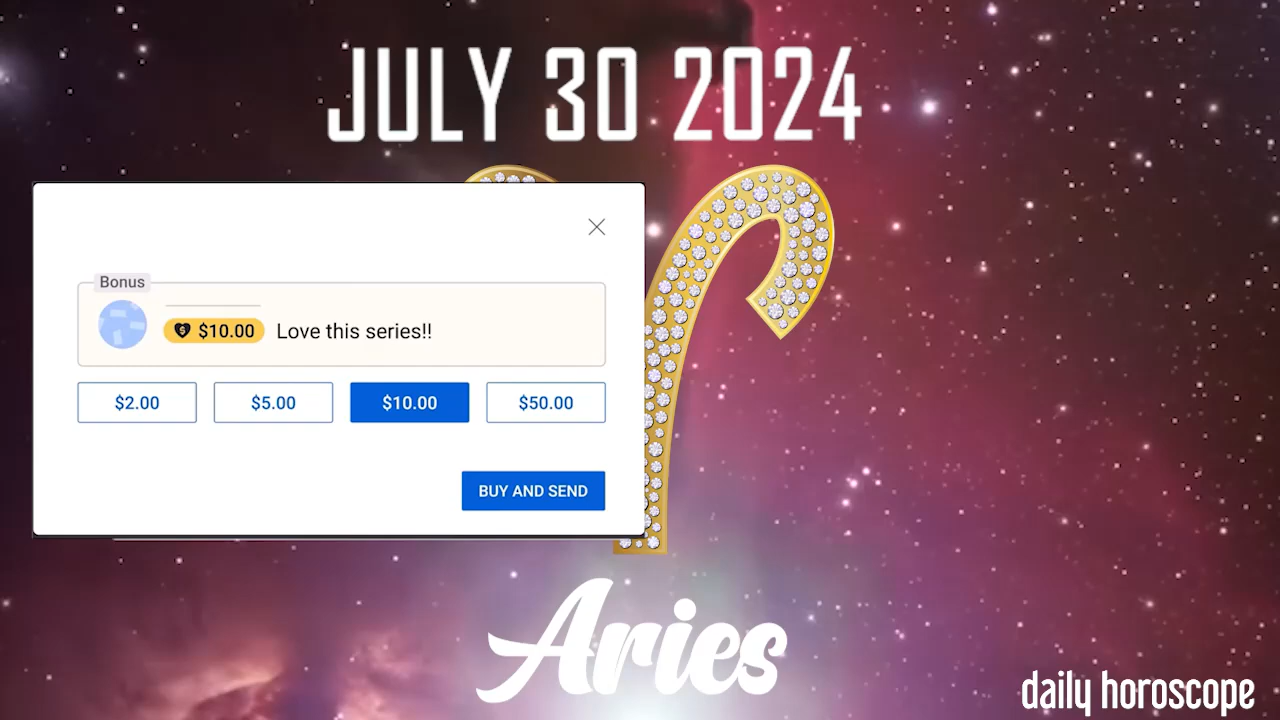 JULY 30 2024
Bonus
$10.00 Love this series!!
$2.00 $5.00 $10.00 $50.00
BUY AND SEND
Aries
daily horoscope